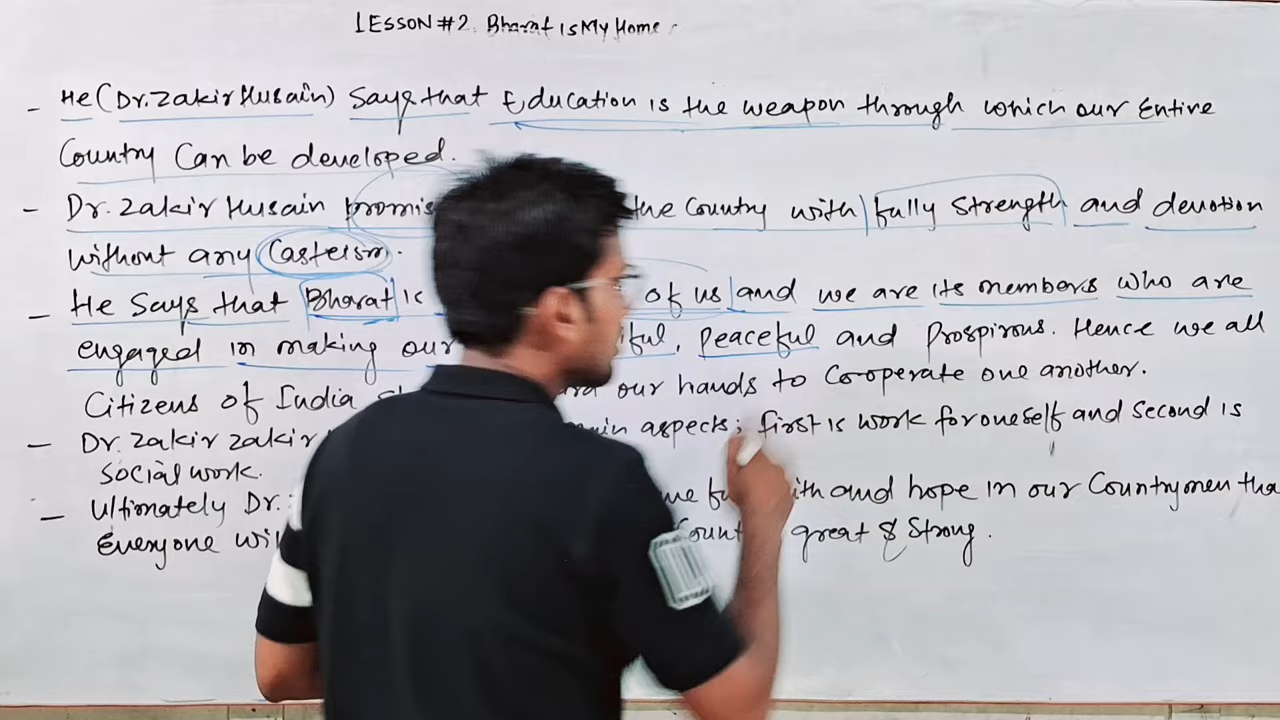 LESSON #2. Bharat is My Home
- He (Dr. Zakir Husain) Says that Education is the weapon through which our Entire
Country Can be developed.
- Dr. Zakir Husain the Country with fully Strength and devotion
without any Casteism.
- He Says that Bharat is of us and we are its members who are
engaged in making our peaceful and Prospirous. Hence we all
Citizens of India our hands to Co-operate one another.
- Dr. Zakir Zakir aspects; first is work for oneself and Second is
Social work.
- Ultimately Dr. and hope in our Countrymen
Everyone great & Strong.